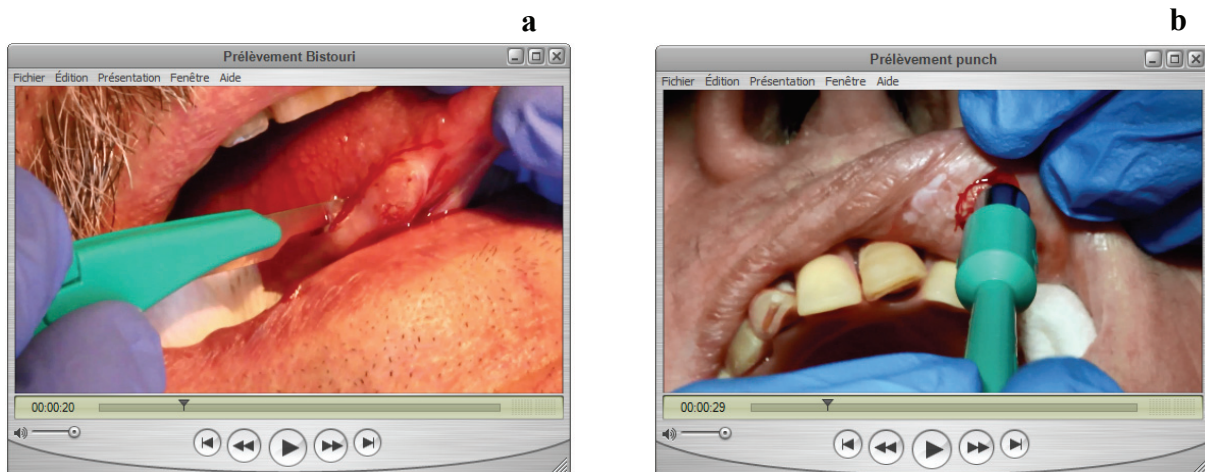 a
Prélèvement Bistouri
Fichier Édition Présentation Fenêtre Aide
00:00:20
b
Prélèvement punch
Fichier Édition Présentation Fenêtre Aide
00:00:29